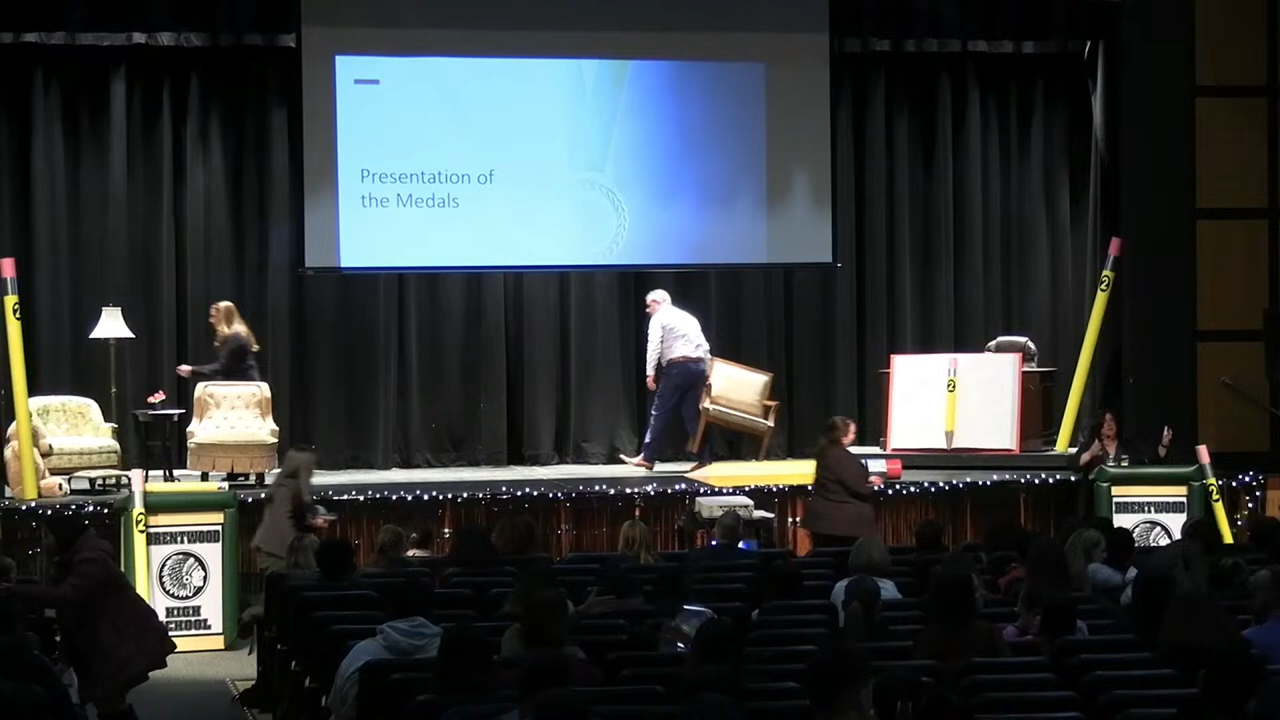 Presentation of
the Medals
2
2
2
2
2
BRENTWOOD
HIGH
SCHOOL
BRENTWOOD